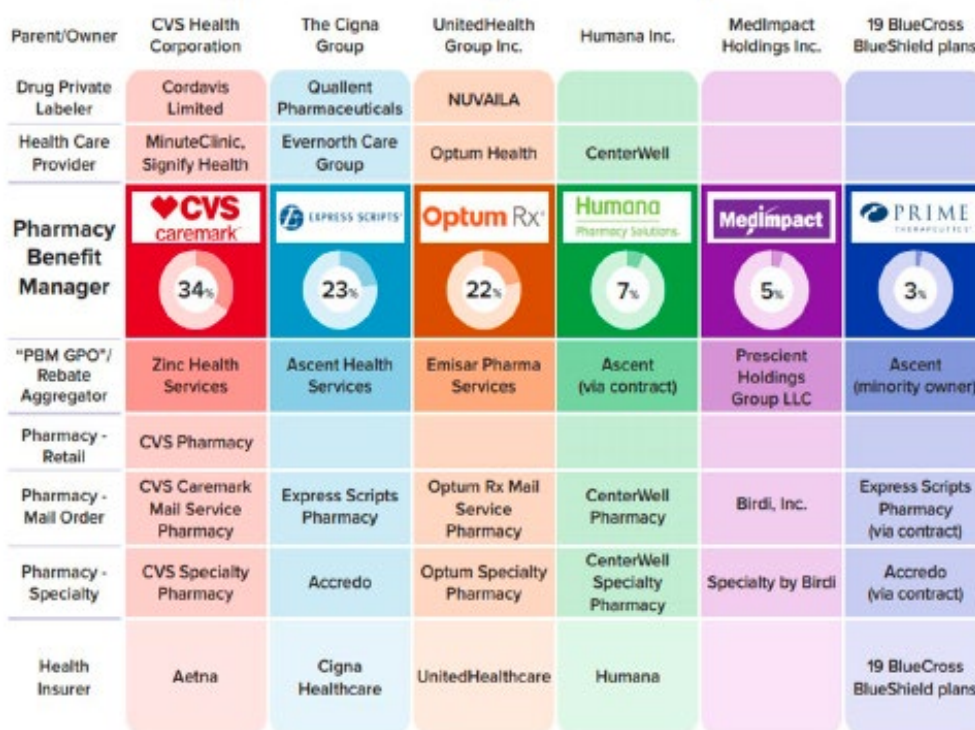 Parent/Owner
CVS Health
Corporation
The Cigna
Group
UnitedHealth
Group Inc.
Humana Inc.
MedImpact
Holdings Inc.
19 BlueCross
BlueShield plans
Drug Private
Labeler
Cordavis
Limited
Quallent
Pharmaceuticals
NUVAILA
Health Care
Provider
MinuteClinic,
Signify Health
Evernorth Care
Group
Optum Health
CenterWell
Pharmacy
Benefit
Manager
CVS
caremark
34%
EXPRESS SCRIPTS
23%
Optum Rx
22%
Humana
Pharmacy Solutions
7%
MedImpact
5%
PRIME
THERAPEUTICS
3%
"PBM GPO"/
Rebate
Aggregator
Zinc Health
Services
Ascent Health
Services
Emisar Pharma
Services
Ascent
(via contract)
Prescient
Holdings
Group LLC
Ascent
(minority owner)
Pharmacy -
Retail
CVS Pharmacy
Pharmacy -
Mail Order
CVS Caremark
Mail Service
Pharmacy
Express Scripts
Pharmacy
Optum Rx Mail
Service
Pharmacy
CenterWell
Pharmacy
Birdi, Inc.
Express Scripts
Pharmacy
(via contract)
Pharmacy -
Specialty
CVS Specialty
Pharmacy
Accredo
Optum Specialty
Pharmacy
CenterWell
Specialty
Pharmacy
Specialty by Birdi
Accredo
(via contract)
Health
Insurer
Aetna
Cigna
Healthcare
UnitedHealthcare
Humana
19 BlueCross
BlueShield plans